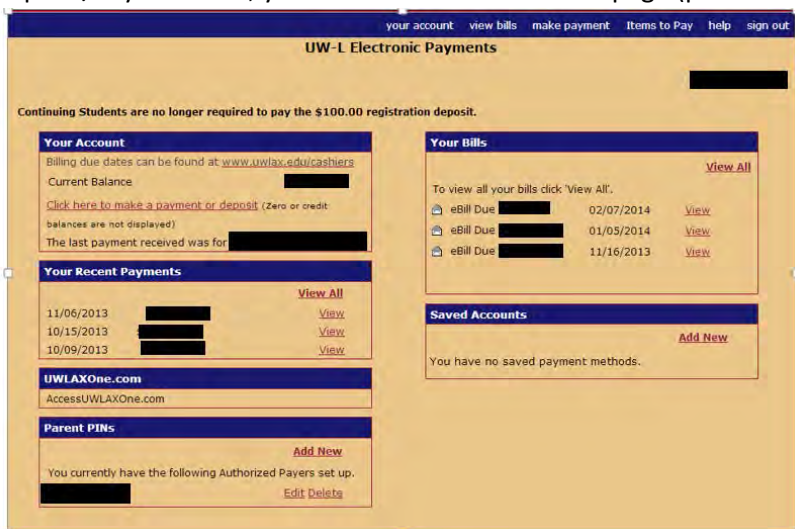 your account view bills make payment Items to Pay help sign out
UW-L Electronic Payments
Continuing Students are no longer required to pay the $100.00 registration deposit.
Your Account
Billing due dates can be found at www.uwlax.edu/cashiers
Current Balance
Click here to make a payment or deposit (Zero or credit
balances are not displayed)
The last payment received was for
Your Recent Payments
View All
11/06/2013 View
10/15/2013 View
10/09/2013 View
UWLAXOne.com
AccessUWLAXOne.com
Parent PINs
Add New
You currently have the following Authorized Payers set up.
Edit Delete
Your Bills
View All
To view all your bills click 'View All'.
eBill Due 02/07/2014 View
eBill Due 01/05/2014 View
eBill Due 11/16/2013 View
Saved Accounts
Add New
You have no saved payment methods.